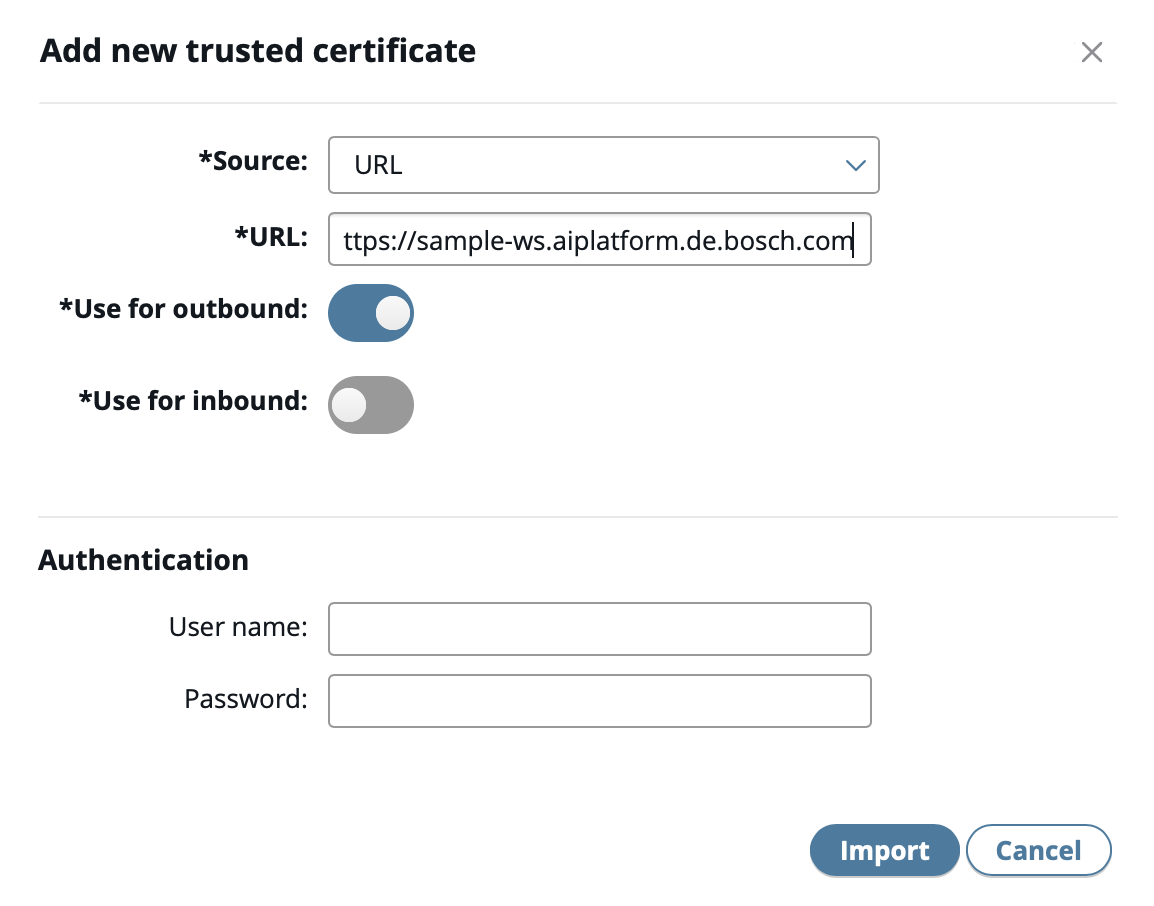 Add new trusted certificate
*Source: URL
*URL: ttps://sample-ws.aiplatform.de.bosch.com
*Use for outbound:
*Use for inbound:
Authentication
User name:
Password:
Import Cancel